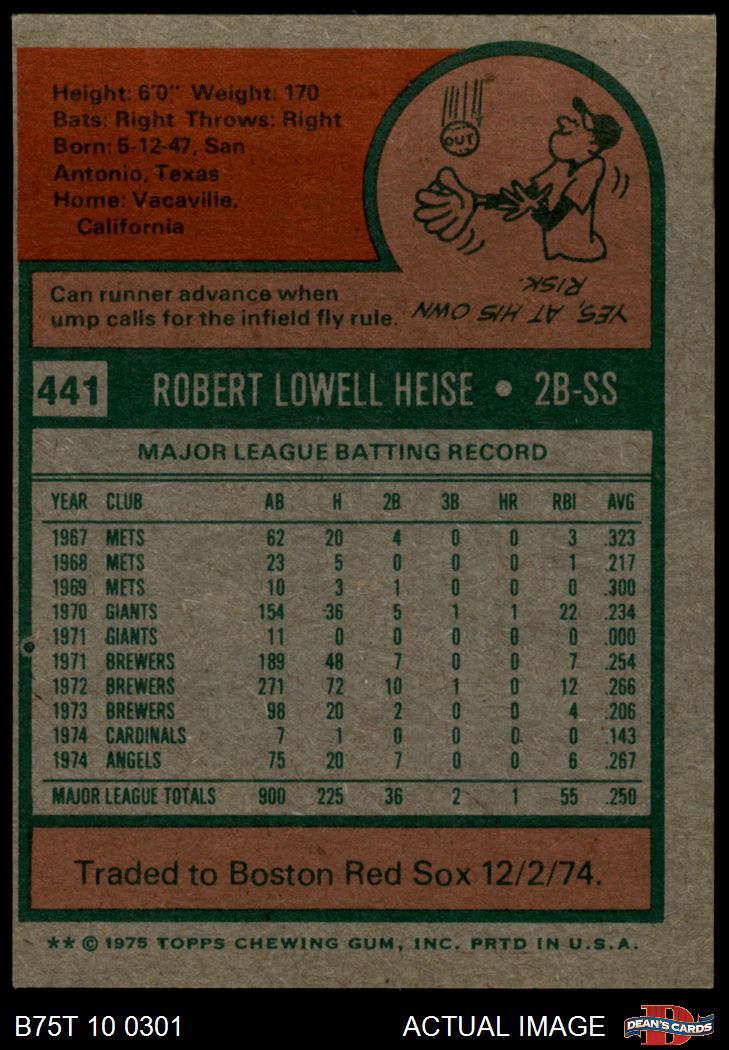 Height: 6'0" Weight: 170
Bats: Right Throws: Right
Born: 5-12-47, San
Antonio, Texas
Home: Vacaville,
California
OUT
Can runner advance when
ump calls for the infield fly rule.
YES, AT HIS OWN
RISK.
441 ROBERT LOWELL HEISE • 2B-SS
MAJOR LEAGUE BATTING RECORD
YEAR CLUB AB H 2B 3B HR RBI AVG
1967 METS 62 20 4 0 0 3 .323
1968 METS 23 5 0 0 0 1 .217
1969 METS 10 3 1 0 0 0 .300
1970 GIANTS 154 36 5 1 1 22 .234
1971 GIANTS 11 0 0 0 0 0 .000
1971 BREWERS 189 48 7 0 0 7 .254
1972 BREWERS 271 72 10 1 0 12 .266
1973 BREWERS 98 20 2 0 0 4 .206
1974 CARDINALS 7 1 0 0 0 0 .143
1974 ANGELS 75 20 7 0 0 6 .267
MAJOR LEAGUE TOTALS 900 225 36 2 1 55 .250
Traded to Boston Red Sox 12/2/74.
** © 1975 TOPPS CHEWING GUM, INC. PRTD IN U.S.A.
B75T 10 0301 ACTUAL IMAGE DEAN'S CARDS